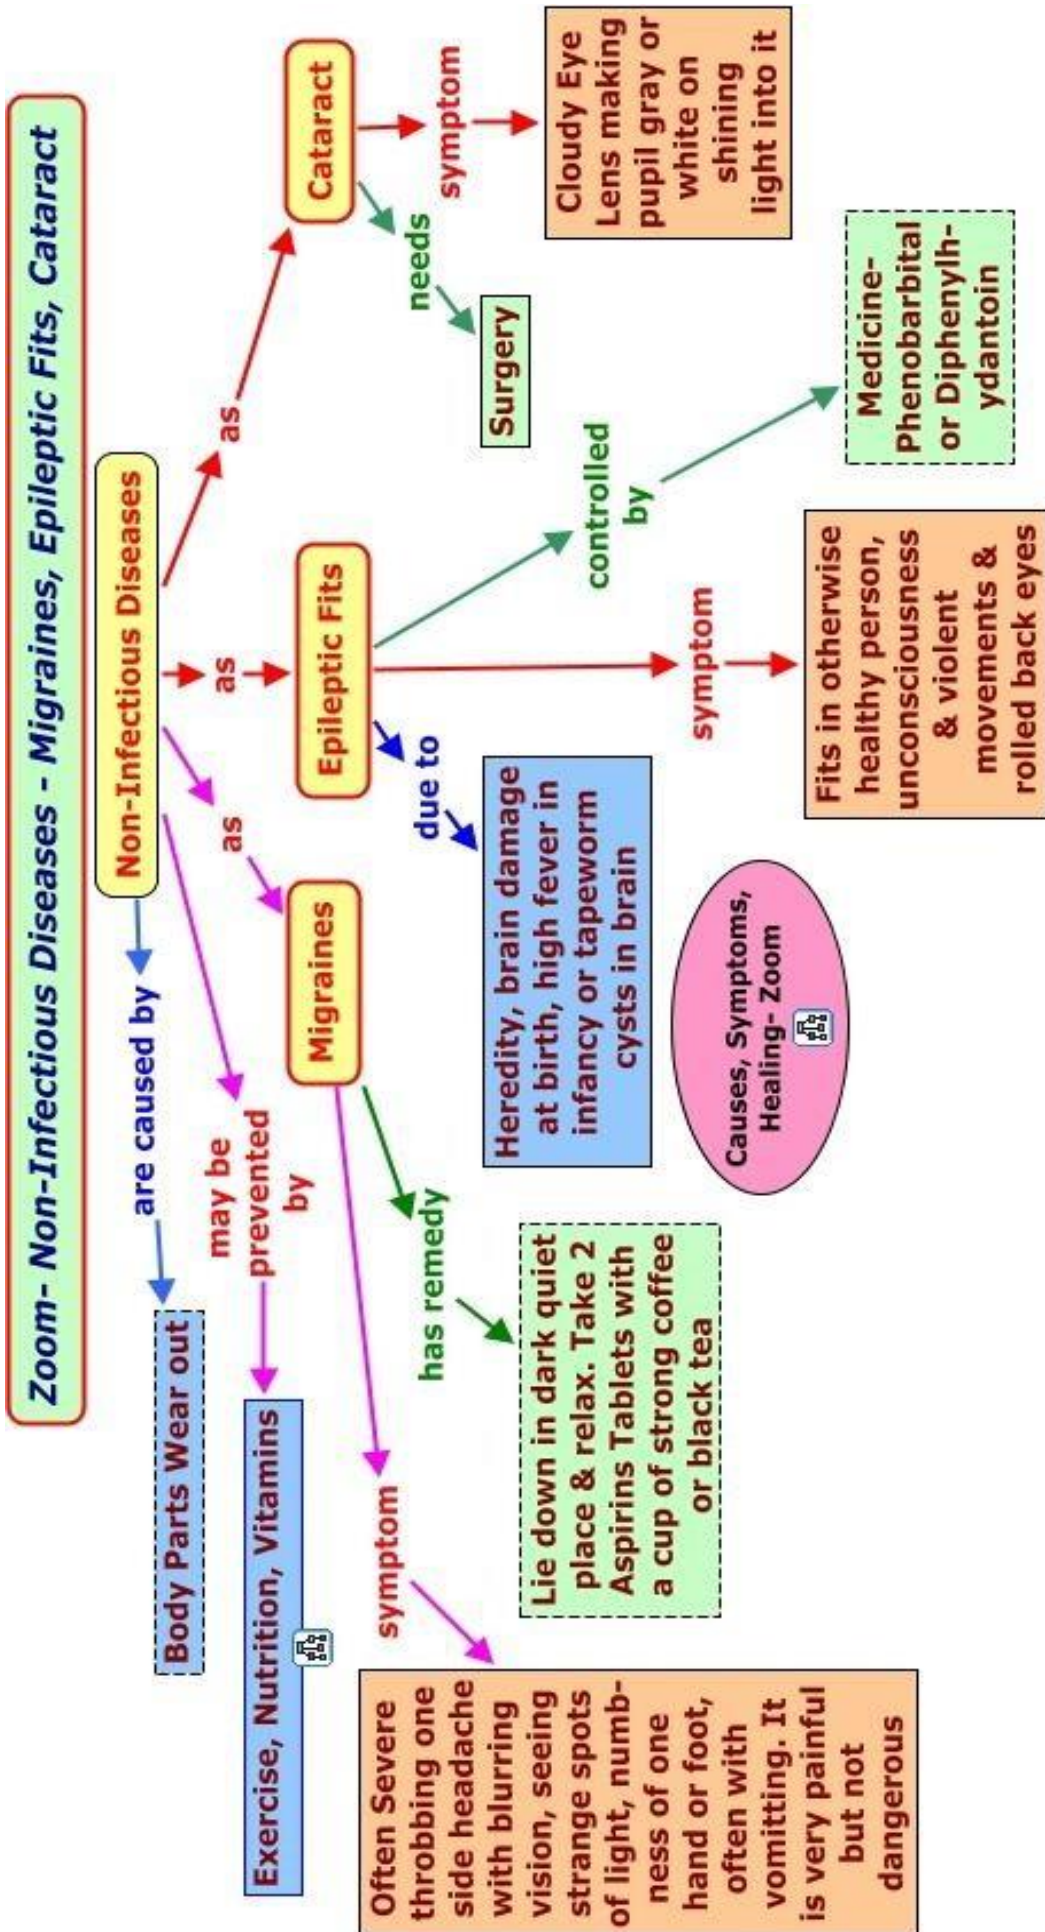 Zoom- Non-Infectious Diseases - Migraines, Epileptic Fits, Cataract
Non-Infectious Diseases
are caused by
Body Parts Wear out
may be
prevented
by
Exercise, Nutrition, Vitamins
as
Migraines
symptom
Often Severe
throbbing one
side headache
with blurring
vision, seeing
strange spots
of light, numb-
ness of one
hand or foot,
often with
vomitting. It
is very painful
but not
dangerous
has remedy
Lie down in dark quiet
place & relax. Take 2
Aspirins Tablets with
a cup of strong coffee
or black tea
as
Epileptic Fits
due to
Heredity, brain damage
at birth, high fever in
infancy or tapeworm
cysts in brain
symptom
Fits in otherwise
healthy person,
unconsciousness
& violent
movements &
rolled back eyes
controlled
by
Medicine-
Phenobarbital
or Diphenylh-
ydantoin
as
Cataract
needs
Surgery
symptom
Cloudy Eye
Lens making
pupil gray or
white on
shining
light into it
Causes, Symptoms,
Healing- Zoom